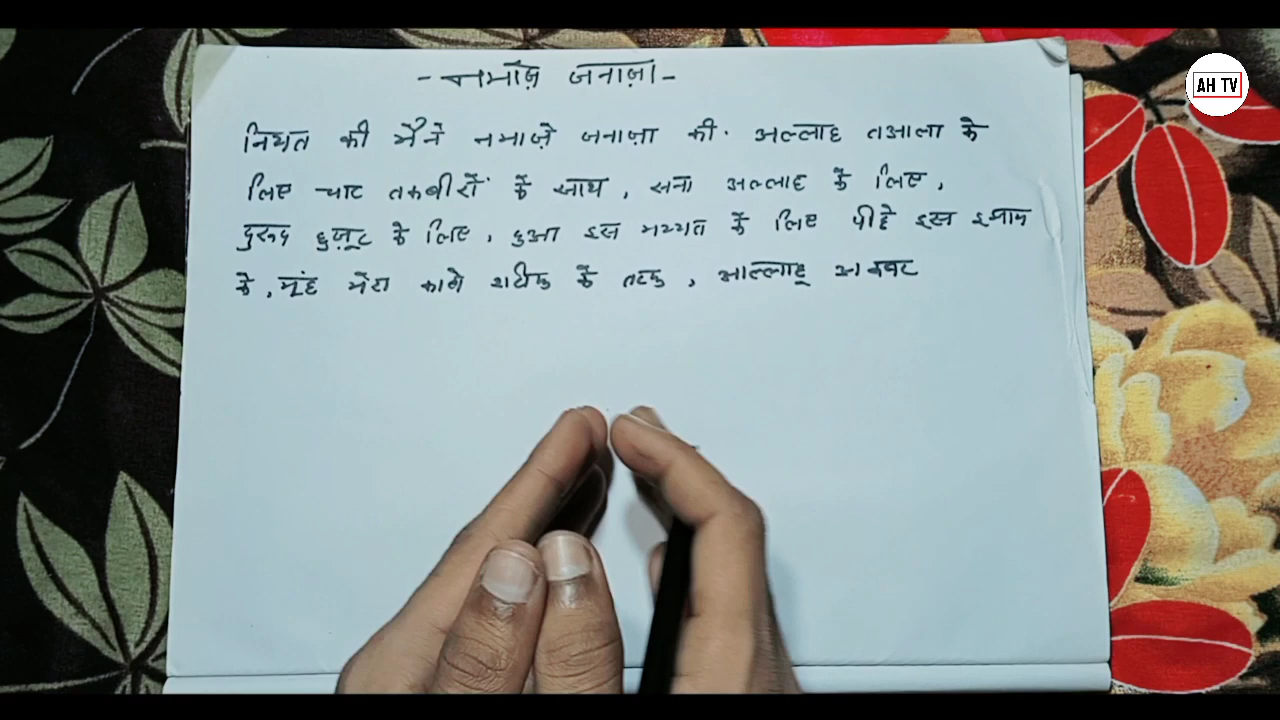 - नमाज़ जनाज़ा -
AH TV
नियत की मैंने नमाज़े जनाज़ा की. अल्लाह तआला के
लिए चार तकबीरों के साथ, सना अल्लाह के लिए,
दुरूद हुज़ूर के लिए, दुआ इस मय्यत के लिए पीछे इस इमाम
के, मुंह मेरा काबे शरीफ के तरफ, अल्लाहू अकबर